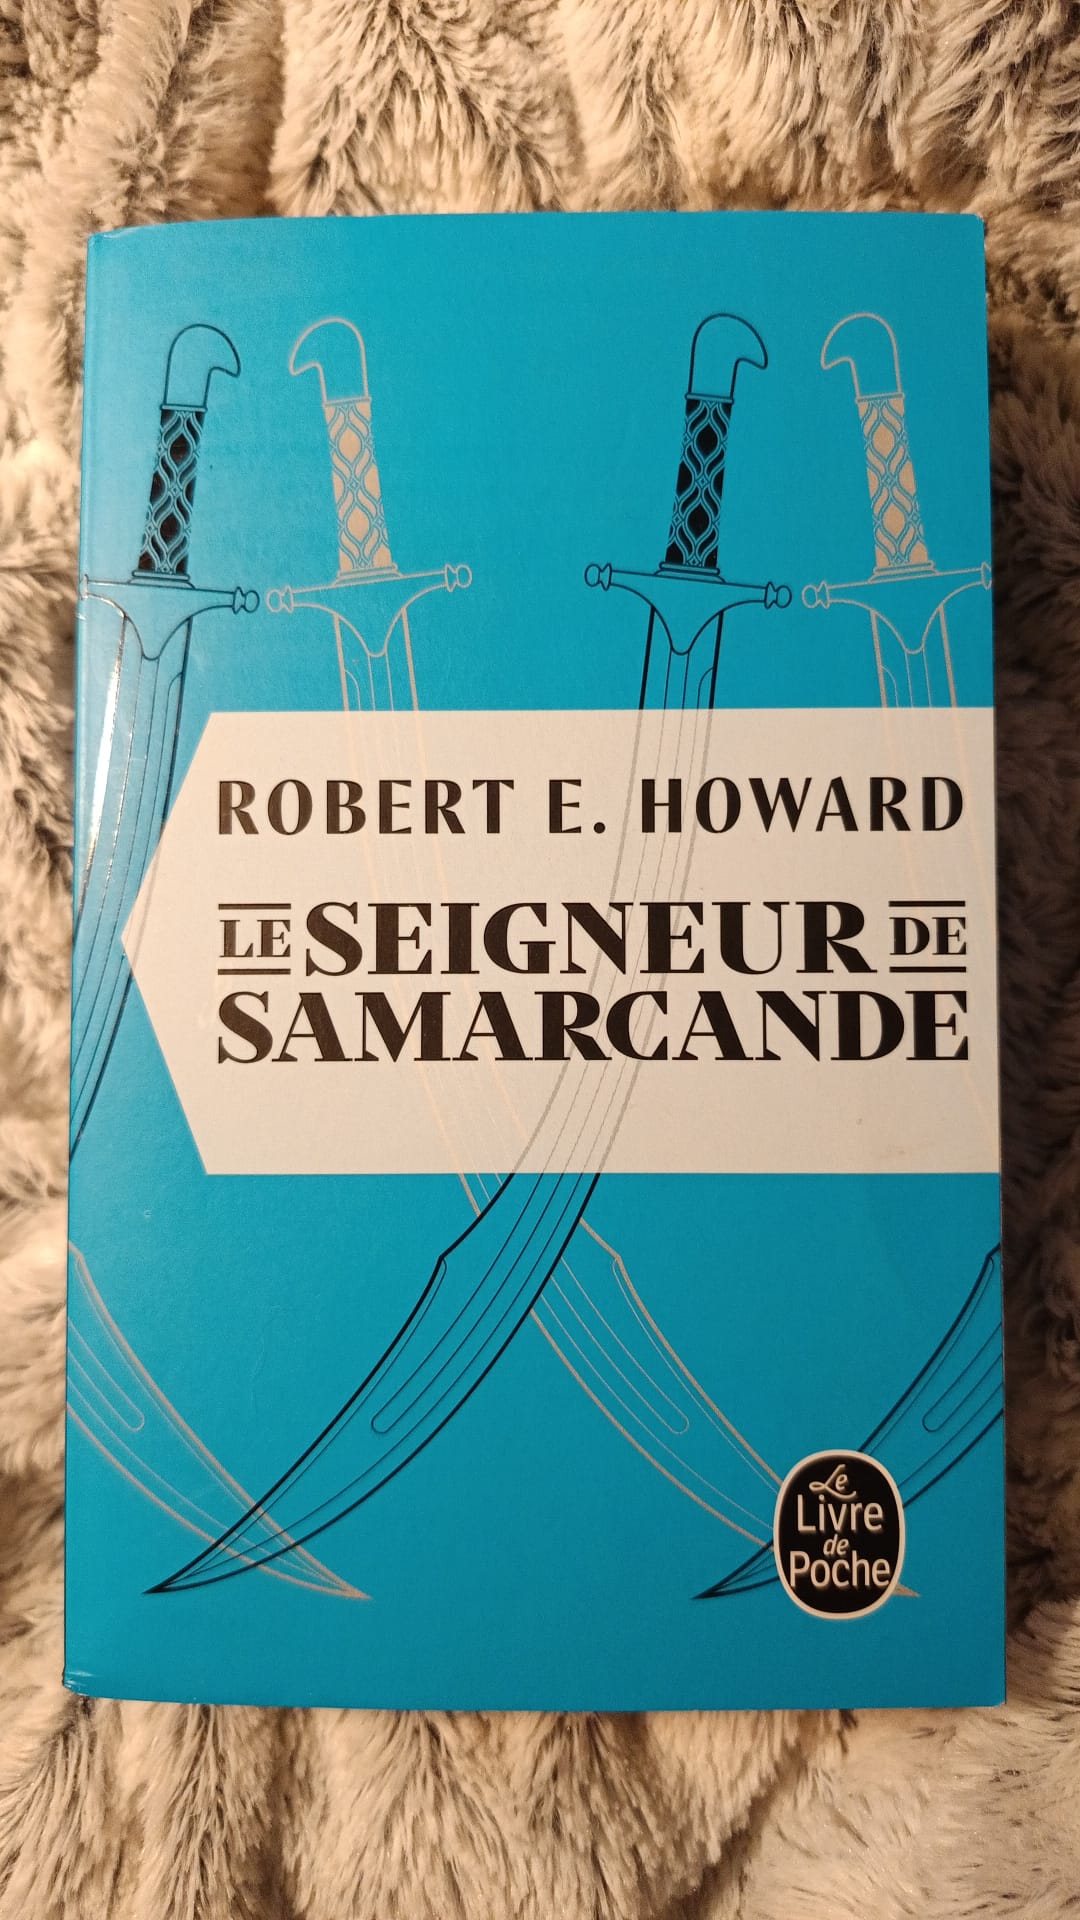 ROBERT E. HOWARD
LE SEIGNEUR DE
SAMARCANDE
Le
Livre
de
Poche